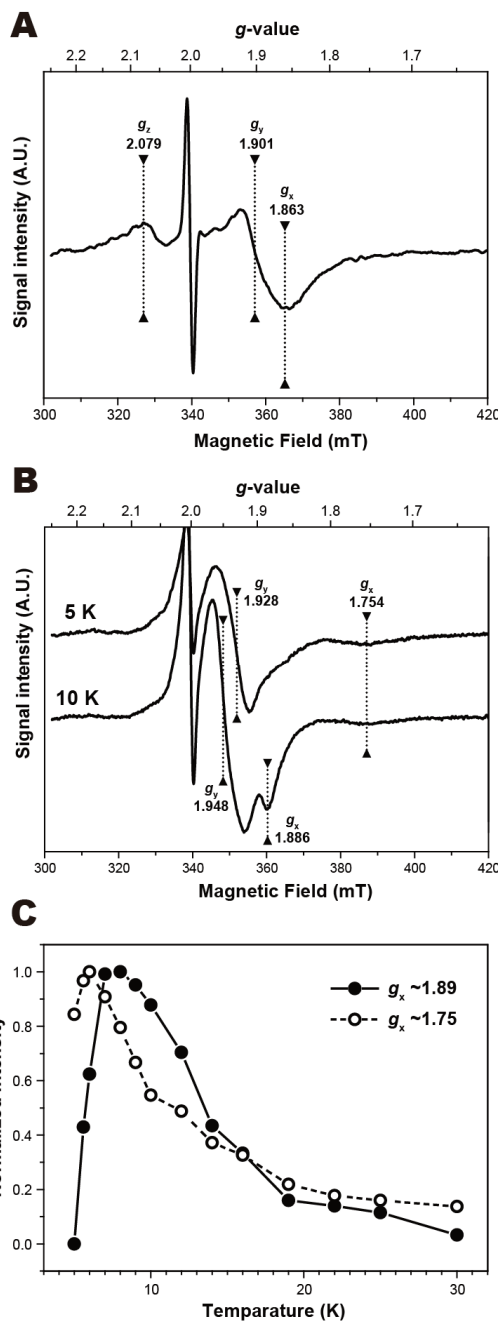 A
g-value
2.2 2.1 2.0 1.9 1.8 1.7
gz
2.079
gy
1.901
gx
1.863
Signal intensity (A.U.)
300 320 340 360 380 400 420
Magnetic Field (mT)
B
g-value
2.2 2.1 2.0 1.9 1.8 1.7
5 K
gy
1.928
gx
1.754
10 K
gy
1.948
gx
1.886
Signal intensity (A.U.)
300 320 340 360 380 400 420
Magnetic Field (mT)
C
1.0
0.8
0.6
0.4
0.2
0.0
gx ~1.89
gx ~1.75
10 20 30
Temparature (K)